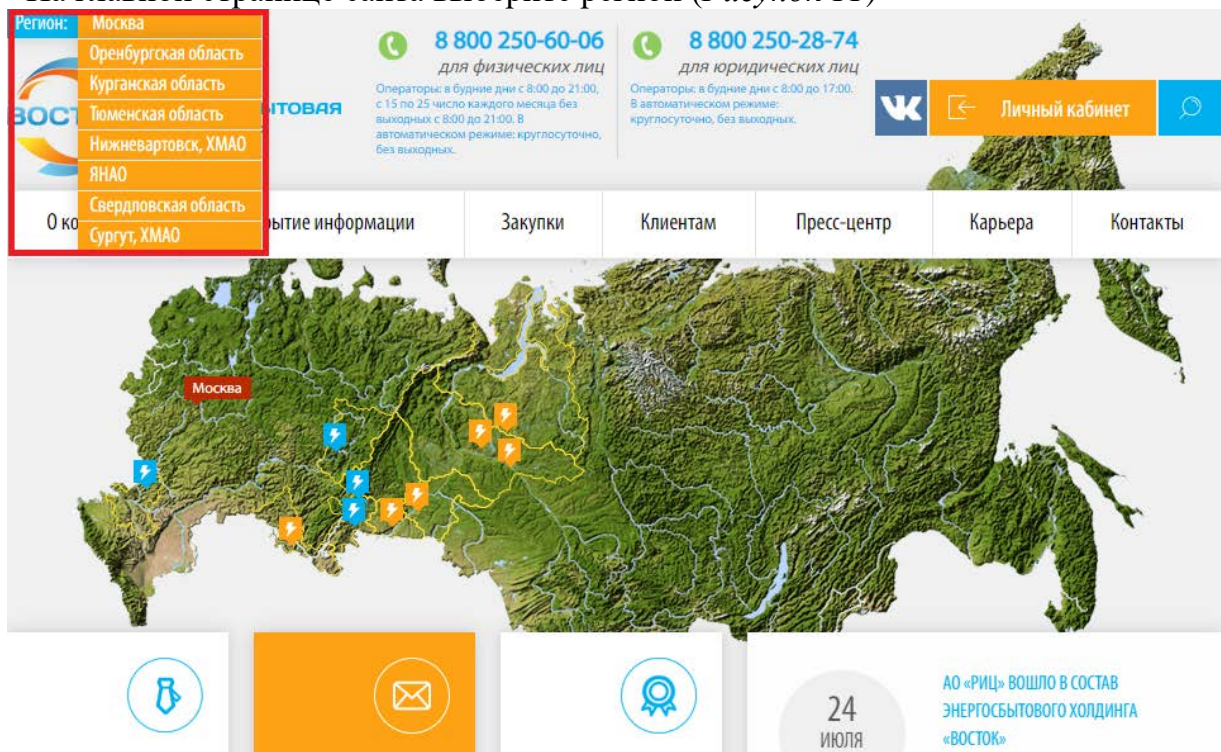 Регион: Москва
Оренбургская область
Курганская область
Тюменская область
Нижневартовск, ХМАО
ЯНАО
Свердловская область
Сургут, ХМАО
8 800 250-60-06
для физических лиц
Операторы: в будние дни с 8:00 до 21:00,
с 15 по 25 число каждого месяца без
выходных с 8:00 до 21:00. В
автоматическом режиме: круглосуточно,
без выходных.
8 800 250-28-74
для юридических лиц
Операторы: в будние дни с 8:00 до 17:00.
В автоматическом режиме:
круглосуточно, без выходных.
Личный кабинет
Закупки
Клиентам
Пресс-центр
Карьера
Контакты
информации
Москва
24
ИЮЛЯ
АО «РИЦ» ВОШЛО В СОСТАВ
ЭНЕРГОСБЫТОВОГО ХОЛДИНГА
«ВОСТОК»